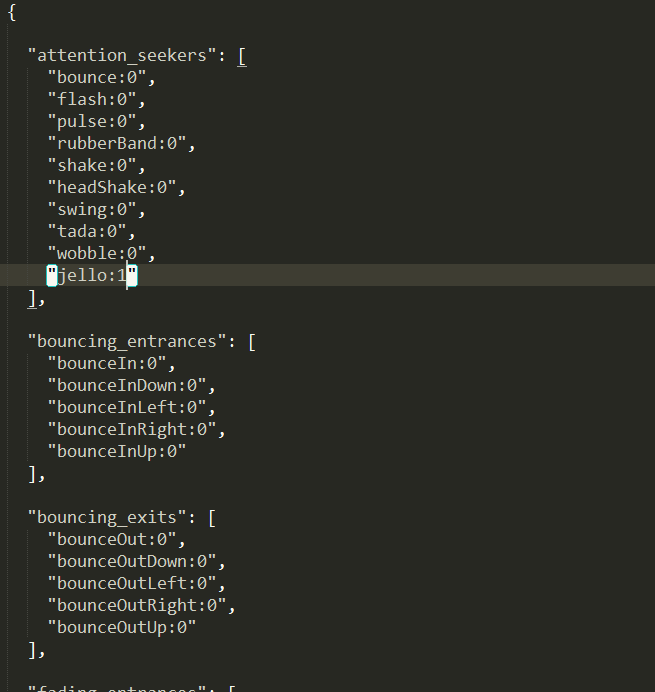 {
"attention_seekers": [
"bounce:0",
"flash:0",
"pulse:0",
"rubberBand:0",
"shake:0",
"headShake:0",
"swing:0",
"tada:0",
"wobble:0",
"jello:1"
],
"bouncing_entrances": [
"bounceIn:0",
"bounceInDown:0",
"bounceInLeft:0",
"bounceInRight:0",
"bounceInUp:0"
],
"bouncing_exits": [
"bounceOut:0",
"bounceOutDown:0",
"bounceOutLeft:0",
"bounceOutRight:0",
"bounceOutUp:0"
],
"fading_entrances": [